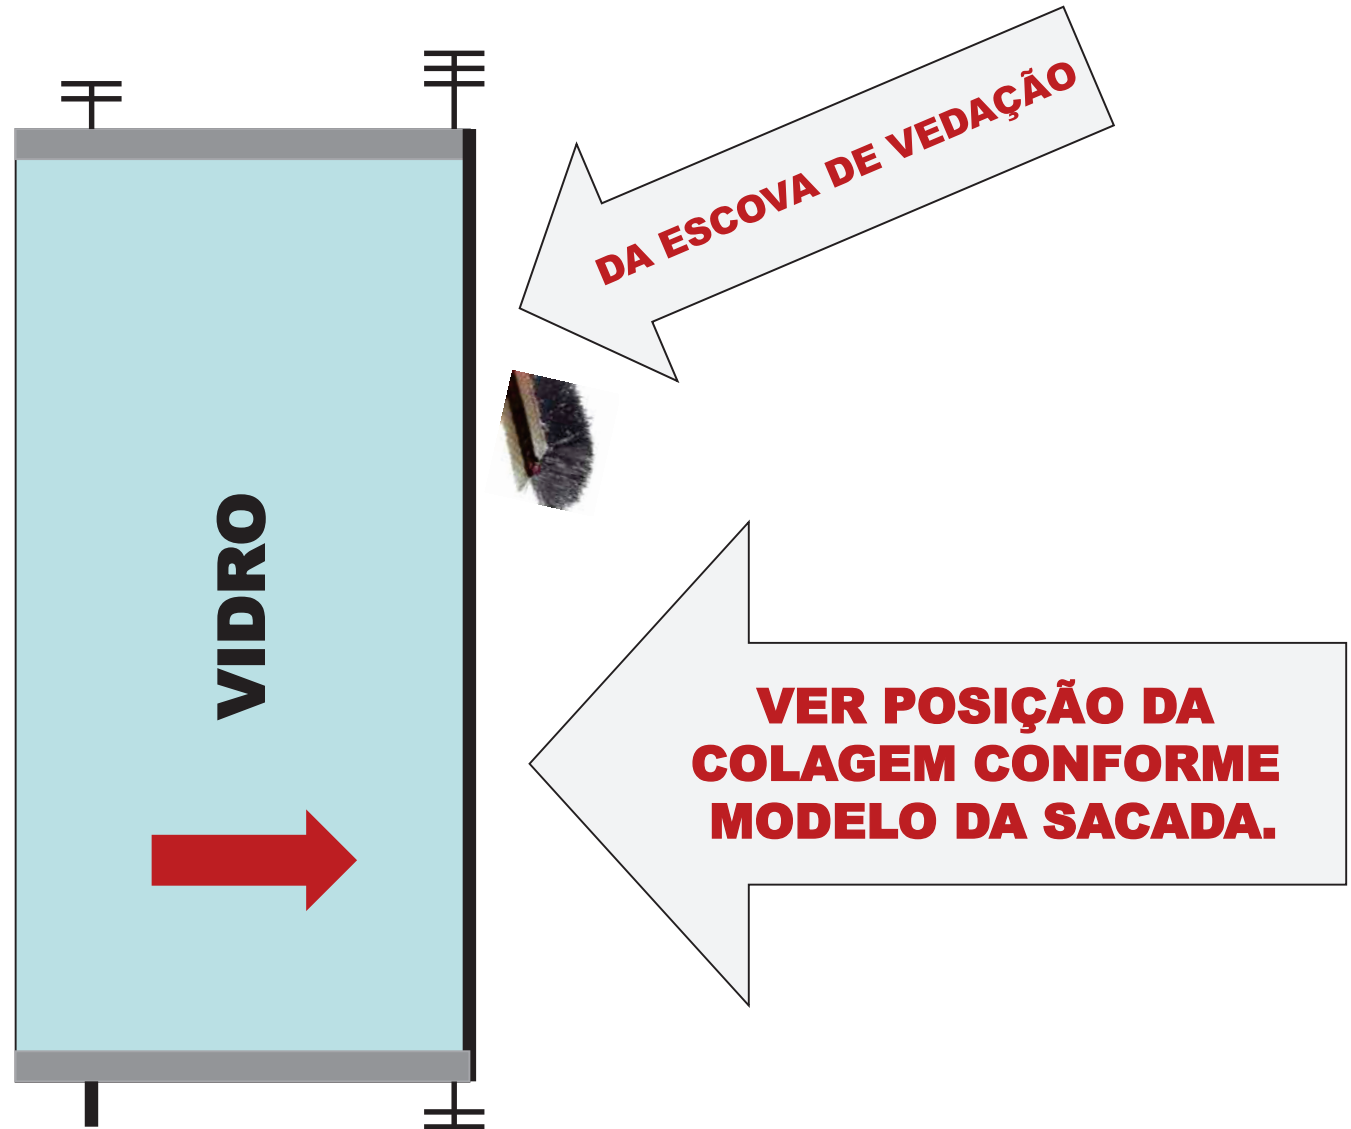 DA ESCOVA DE VEDAÇÃO
VIDRO
VER POSIÇÃO DA
COLAGEM CONFORME
MODELO DA SACADA.